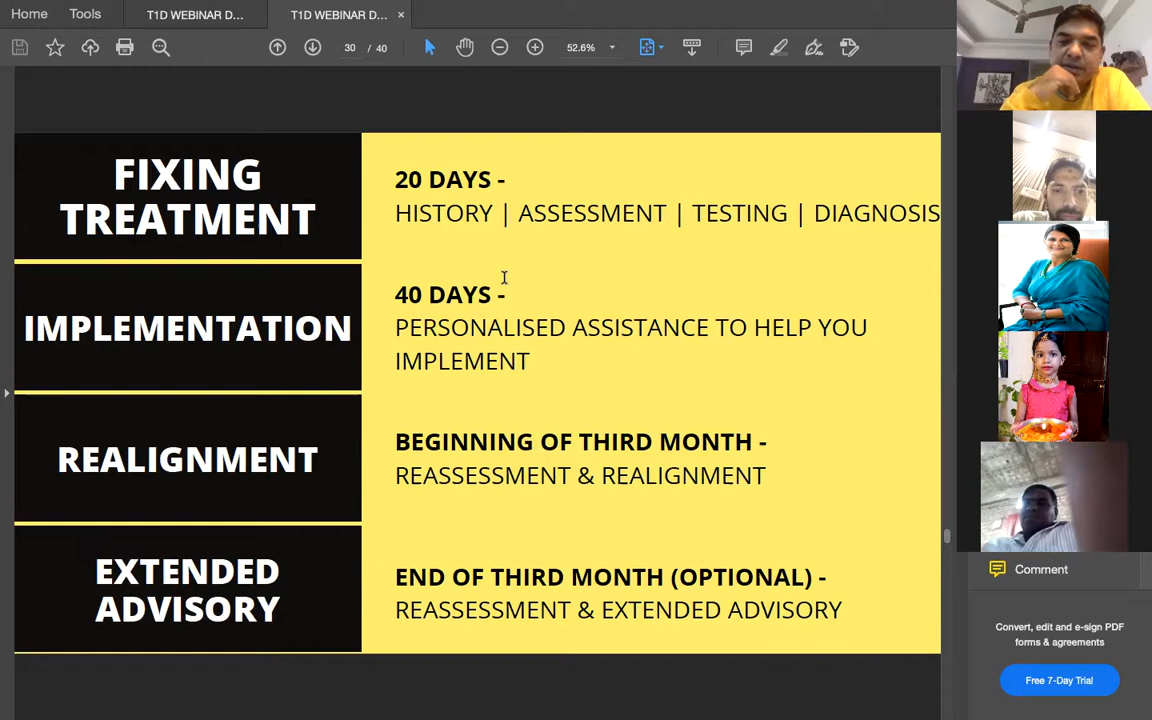 Home
Tools
T1D WEBINAR D...
T1D WEBINAR D...
×
30 / 40
52.6%
FIXING
TREATMENT
20 DAYS -
HISTORY | ASSESSMENT | TESTING | DIAGNOSIS
IMPLEMENTATION
40 DAYS -
PERSONALISED ASSISTANCE TO HELP YOU
IMPLEMENT
REALIGNMENT
BEGINNING OF THIRD MONTH -
REASSESSMENT & REALIGNMENT
EXTENDED
ADVISORY
END OF THIRD MONTH (OPTIONAL) -
REASSESSMENT & EXTENDED ADVISORY
Comment
Convert, edit and e-sign PDF
forms & agreements
Free 7-Day Trial